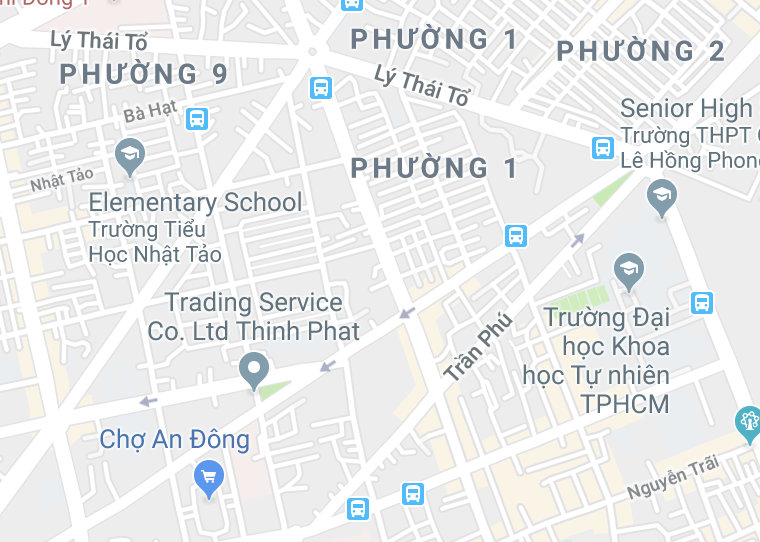 Lý Thái Tổ
PHƯỜNG 1
PHƯỜNG 2
PHƯỜNG 9
Lý Thái Tổ
Bà Hạt
Senior High
Trường THPT
Lê Hồng Phong
PHƯỜNG 1
Nhật Tảo
Elementary School
Trường Tiểu
Học Nhật Tảo
Trading Service
Co. Ltd Thinh Phat
Trường Đại
học Khoa
học Tự nhiên
TPHCM
Trần Phú
Chợ An Đông
Nguyễn Trãi